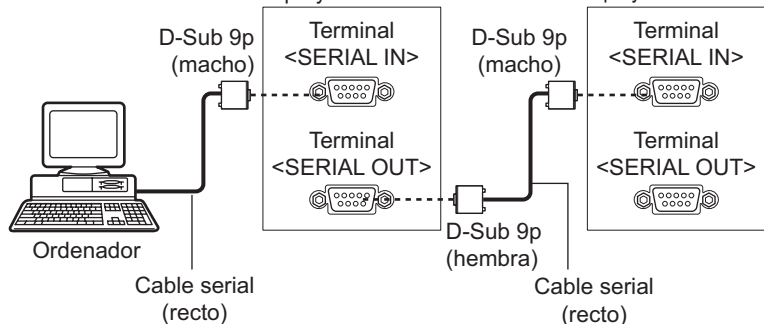 D-Sub 9p
(macho)
Terminal
<SERIAL IN>
Terminal
<SERIAL OUT>
Ordenador
Cable serial
(recto)
D-Sub 9p
(hembra)
D-Sub 9p
(macho)
Cable serial
(recto)
Terminal
<SERIAL IN>
Terminal
<SERIAL OUT>